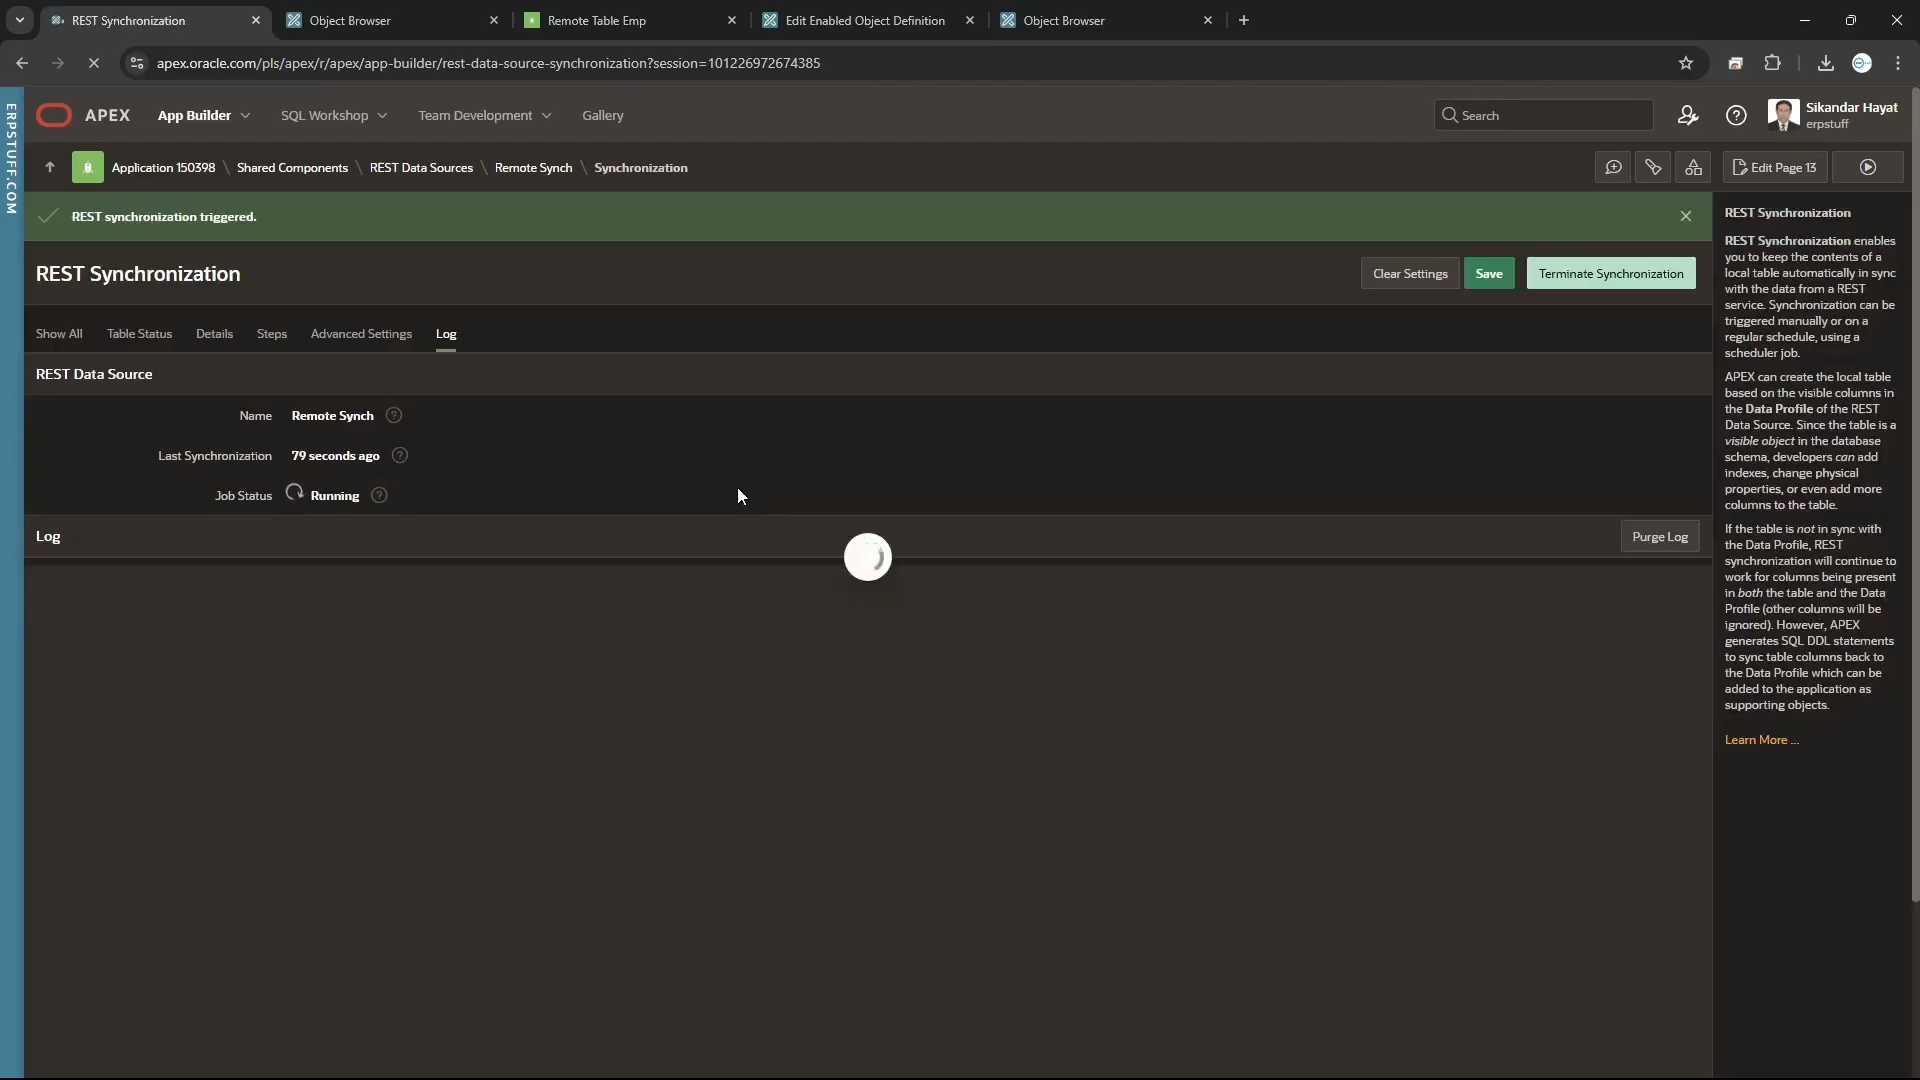 REST Synchronization
Object Browser
Remote Table Emp
Edit Enabled Object Definition
Object Browser
apex.oracle.com/pls/apex/r/apex/app-builder/rest-data-source-synchronization?session=101226972674385
ERPSTUFF.COM
APEX
App Builder
SQL Workshop
Team Development
Gallery
Search
Sikandar Hayat
erpstuff
Application 150398 \ Shared Components \ REST Data Sources \ Remote Synch \ Synchronization
Edit Page 13
REST synchronization triggered.
REST Synchronization
Clear Settings
Save
Terminate Synchronization
Show All
Table Status
Details
Steps
Advanced Settings
Log
REST Data Source
Name Remote Synch
Last Synchronization 79 seconds ago
Job Status Running
Log
Purge Log
REST Synchronization
REST Synchronization enables
you to keep the contents of a
local table automatically in sync
with the data from a REST
service. Synchronization can be
triggered manually or on a
regular schedule, using a
scheduler job.
APEX can create the local table
based on the visible columns in
the Data Profile of the REST
Data Source. Since the table is a
visible object in the database
schema, developers can add
indexes, change physical
properties, or even add more
columns to the table.
If the table is not in sync with
the Data Profile, REST
synchronization will continue to
work for columns being present
in both the table and the Data
Profile (other columns will be
ignored). However, APEX
generates SQL DDL statements
to sync table columns back to
the Data Profile which can be
added to the application as
supporting objects.
Learn More ...